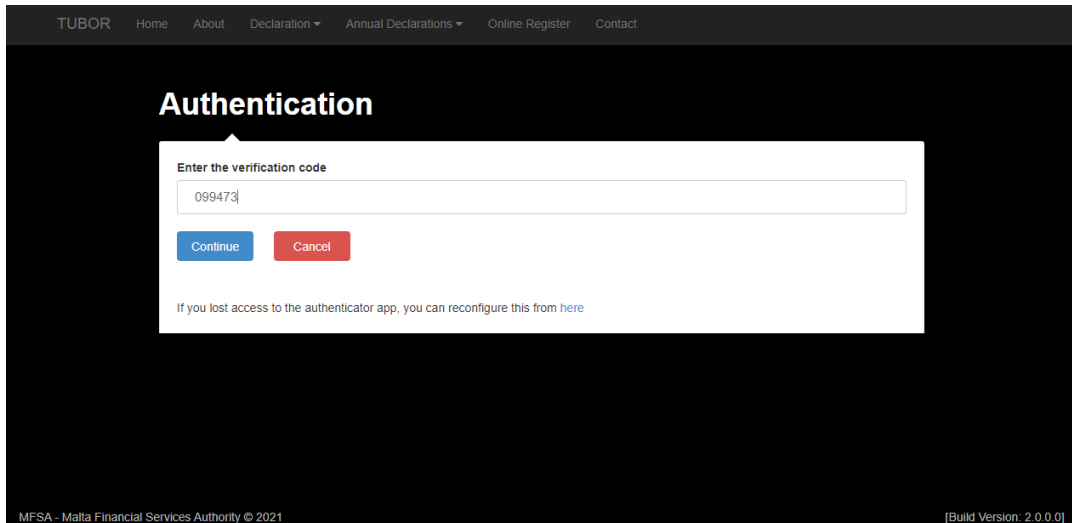 TUBOR Home About Declaration Annual Declarations Online Register Contact
Authentication
Enter the verification code
099473
Continue Cancel
If you lost access to the authenticator app, you can reconfigure this from here
MFSA - Malta Financial Services Authority © 2021 [Build Version: 2.0.0.0]